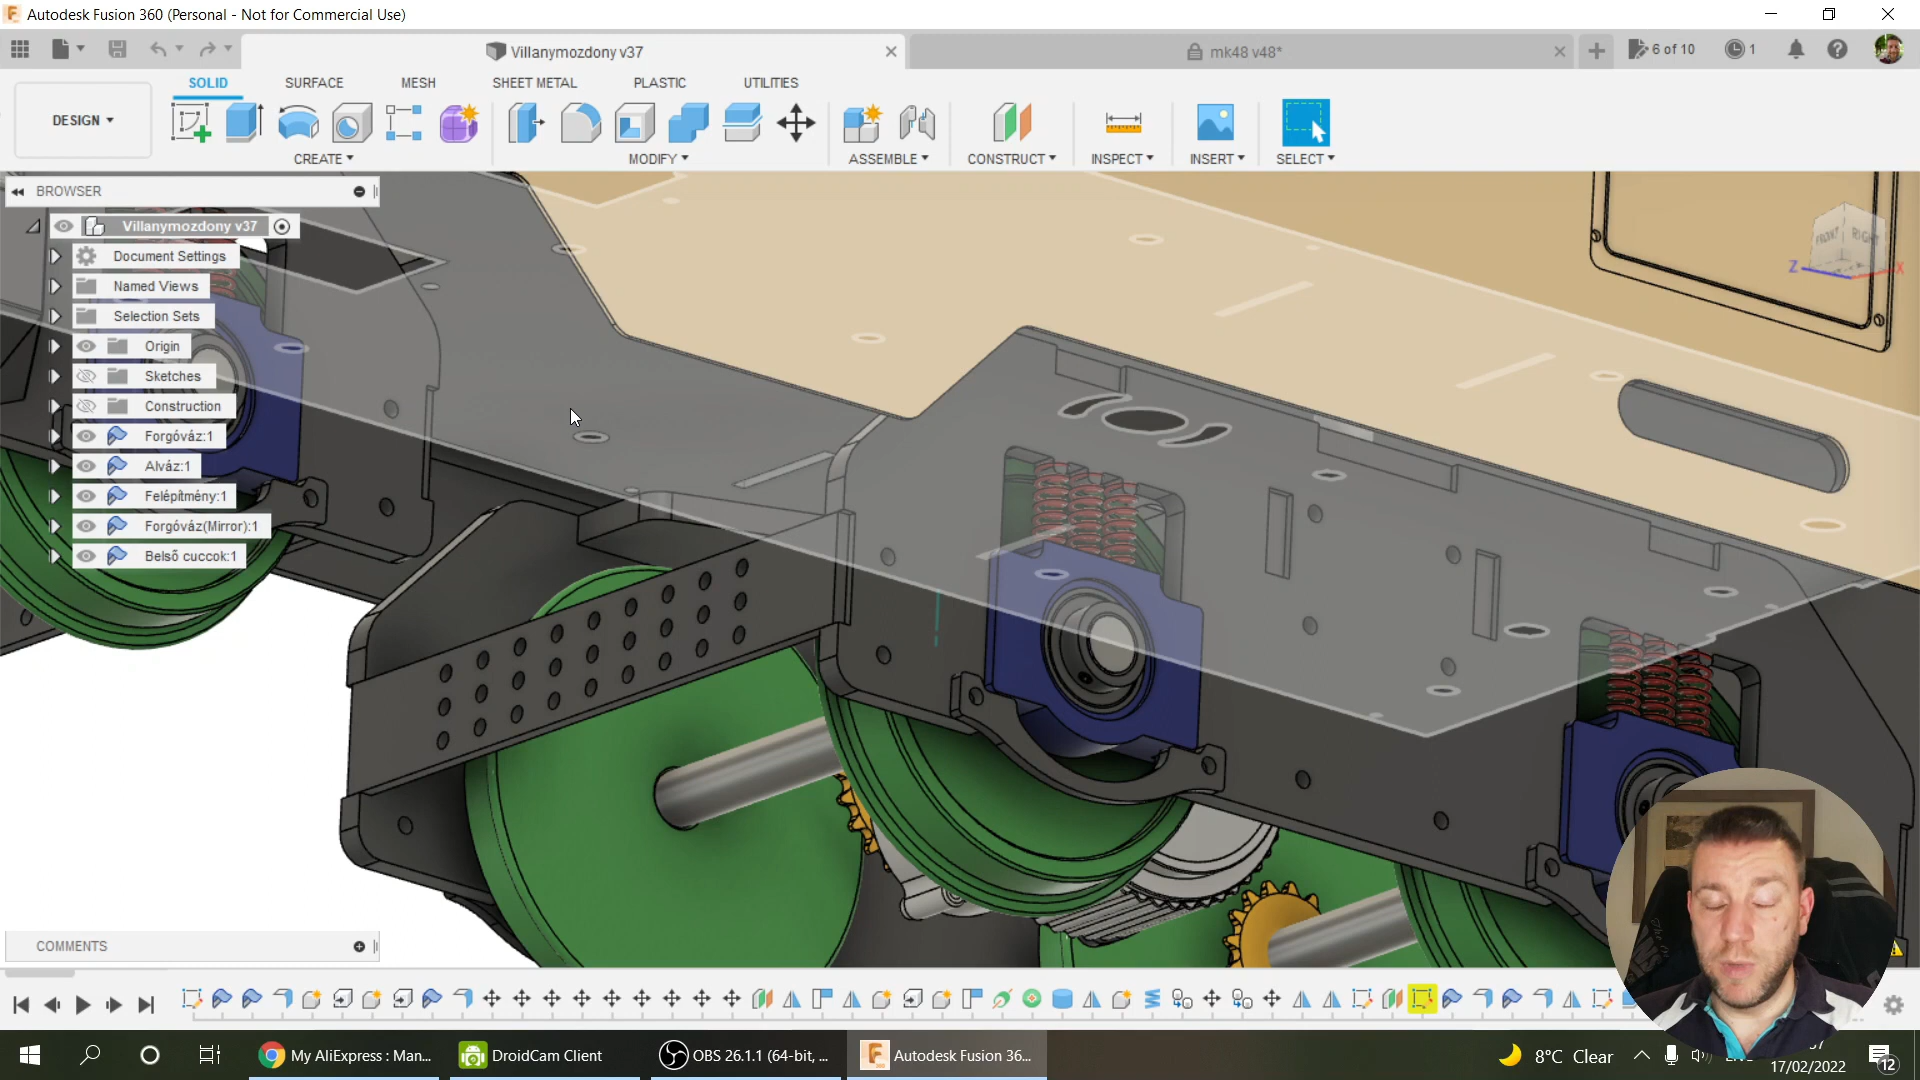 Autodesk Fusion 360 (Personal - Not for Commercial Use)
Villanymozdony v37
mk48 v48*
6 of 10
1
SOLID
SURFACE
MESH
SHEET METAL
PLASTIC
UTILITIES
DESIGN
CREATE
MODIFY
ASSEMBLE
CONSTRUCT
INSPECT
INSERT
SELECT
BROWSER
Villanymozdony v37
Document Settings
Named Views
Selection Sets
Origin
Sketches
Construction
Forgóváz:1
Alváz:1
Felépítmény:1
Forgóváz(Mirror):1
Belső cuccok:1
FRONT
RIGHT
Z
X
COMMENTS
My AliExpress : Man...
DroidCam Client
OBS 26.1.1 (64-bit, ...
Autodesk Fusion 36...
8°C Clear
17/02/2022
12